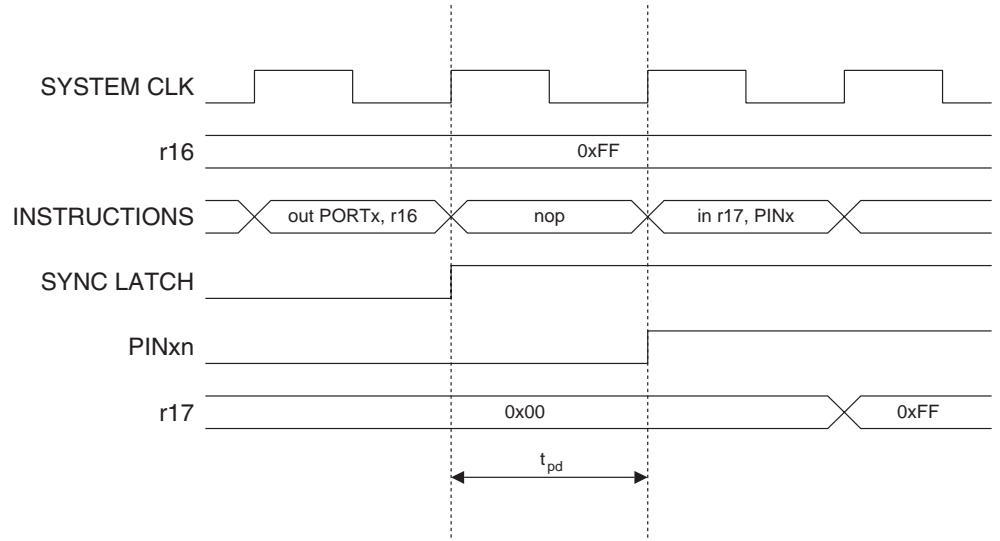 SYSTEM CLK
r16
0xFF
INSTRUCTIONS
out PORTx, r16
nop
in r17, PINx
SYNC LATCH
PINxn
r17
0x00
0xFF
tpd